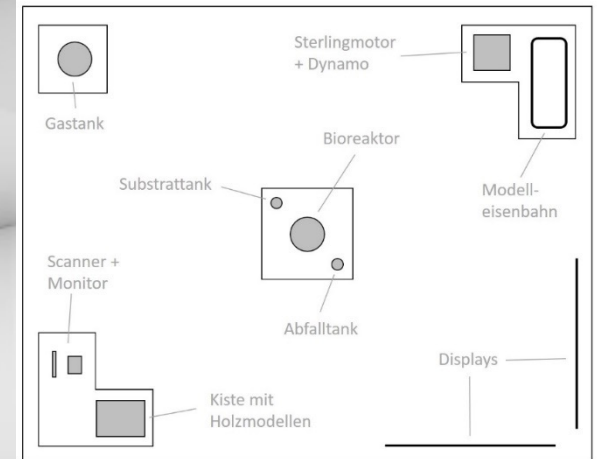 Sterlingmotor
+ Dynamo
Gastank
Bioreaktor
Substrattank
Modell-
eisenbahn
Scanner +
Monitor
Abfalltank
Displays
Kiste mit
Holzmodellen